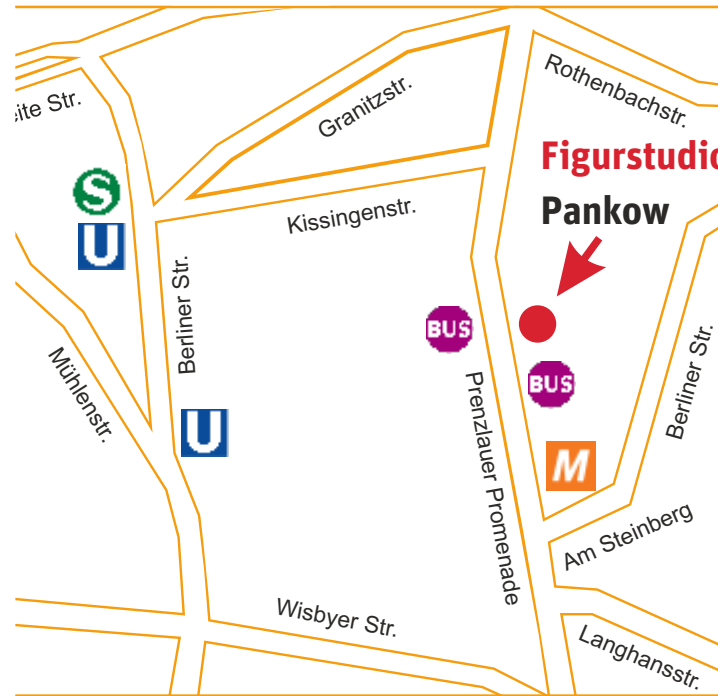 eite Str.
Granitzstr.
Rothenbachstr.
Figurstudio
Pankow
S
U
Kissingenstr.
Berliner Str.
BUS
Mühlenstr.
BUS
Berliner Str.
U
Prenzlauer Promenade
M
Am Steinberg
Wisbyer Str.
Langhansstr.